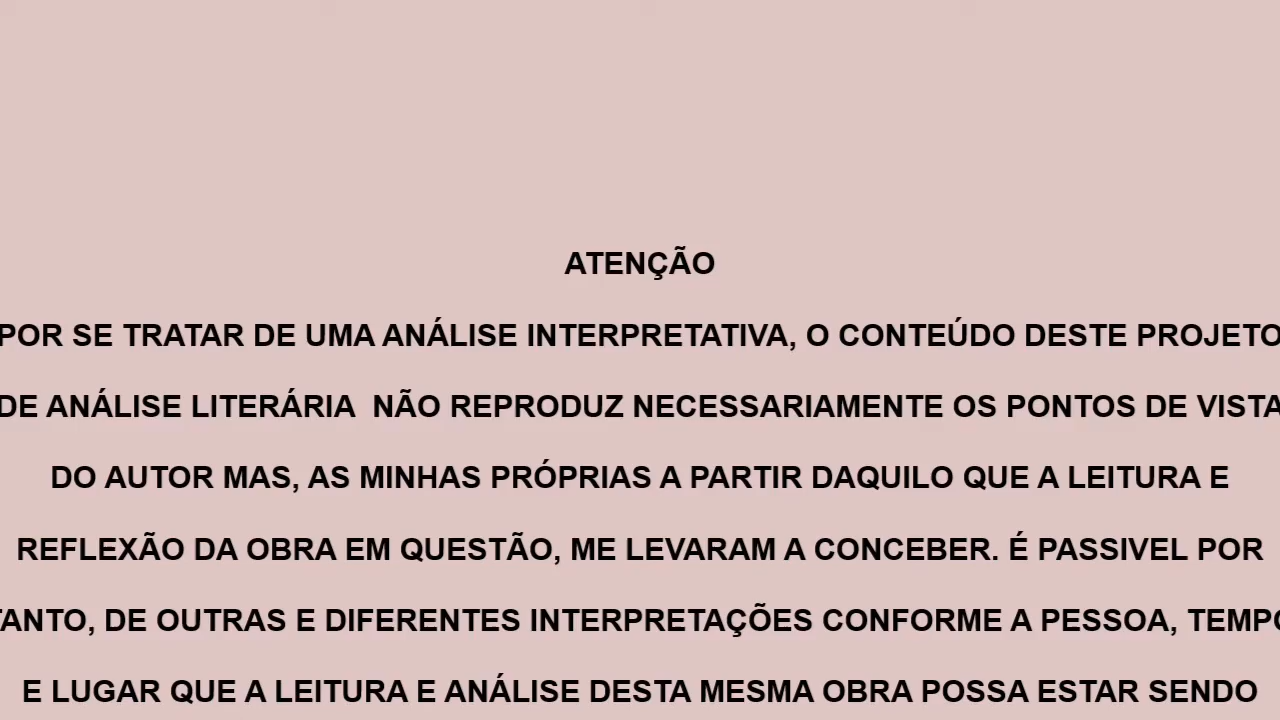 ATENÇÃO
POR SE TRATAR DE UMA ANÁLISE INTERPRETATIVA, O CONTEÚDO DESTE PROJETO
DE ANÁLISE LITERÁRIA  NÃO REPRODUZ NECESSARIAMENTE OS PONTOS DE VISTA
DO AUTOR MAS, AS MINHAS PRÓPRIAS A PARTIR DAQUILO QUE A LEITURA E
REFLEXÃO DA OBRA EM QUESTÃO, ME LEVARAM A CONCEBER. É PASSIVEL POR
TANTO, DE OUTRAS E DIFERENTES INTERPRETAÇÕES CONFORME A PESSOA, TEMPO
E LUGAR QUE A LEITURA E ANÁLISE DESTA MESMA OBRA POSSA ESTAR SENDO